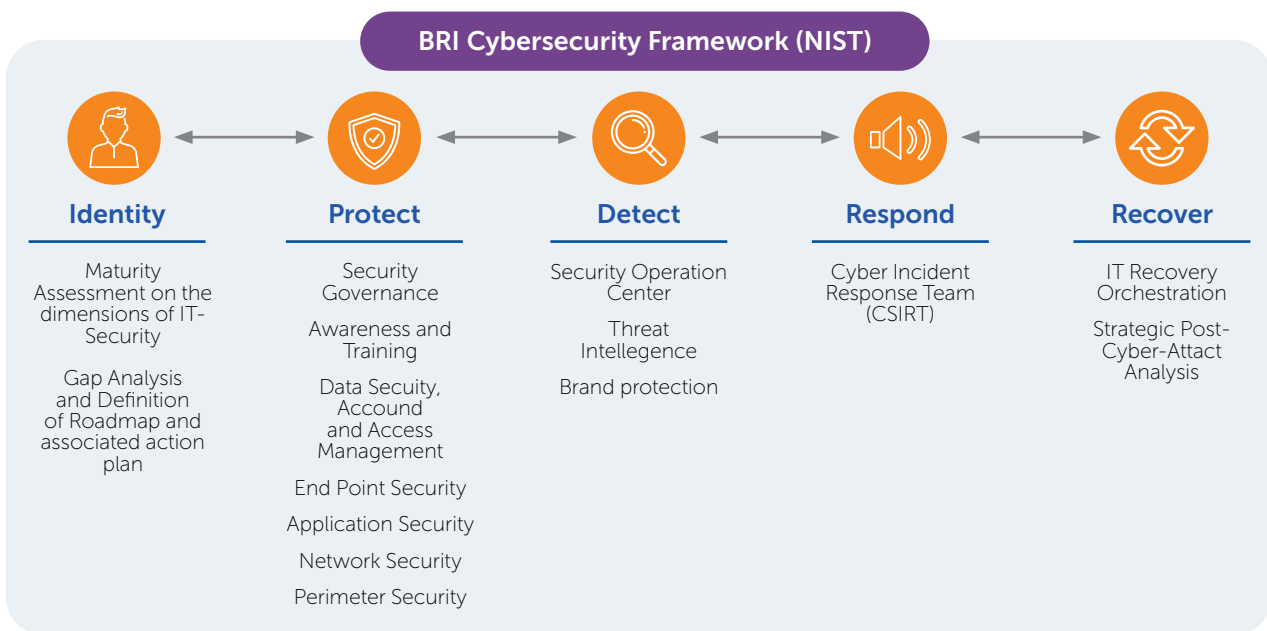 BRI Cybersecurity Framework (NIST)
Identity
Maturity
Assessment on the
dimensions of IT-
Security
Gap Analysis
and Definition
of Roadmap and
associated action
plan
Protect
Security
Governance
Awareness and
Training
Data Secuity,
Accound
and Access
Management
End Point Security
Application Security
Network Security
Perimeter Security
Detect
Security Operation
Center
Threat
Intellegence
Brand protection
Respond
Cyber Incident
Response Team
(CSIRT)
Recover
IT Recovery
Orchestration
Strategic Post-
Cyber-Attact
Analysis